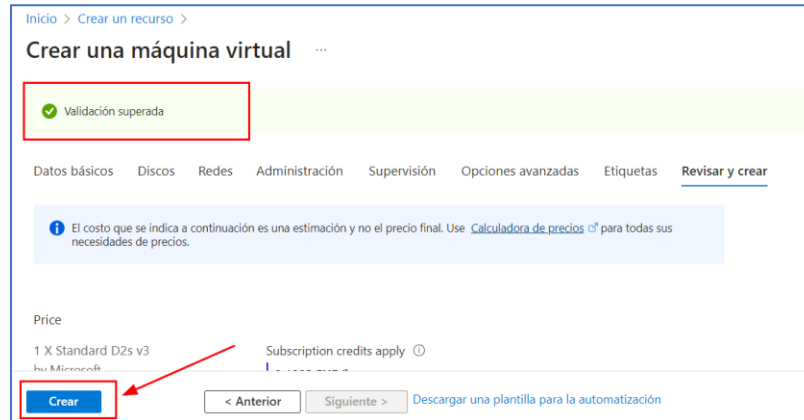 Inicio > Crear un recurso >
Crear una máquina virtual ...
Validación superada
Datos básicos Discos Redes Administración Supervisión Opciones avanzadas Etiquetas Revisar y crear
El costo que se indica a continuación es una estimación y no el precio final. Use Calculadora de precios para todas sus
necesidades de precios.
Price
1 X Standard D2s v3 Subscription credits apply
by Microsoft
Crear < Anterior Siguiente > Descargar una plantilla para la automatización